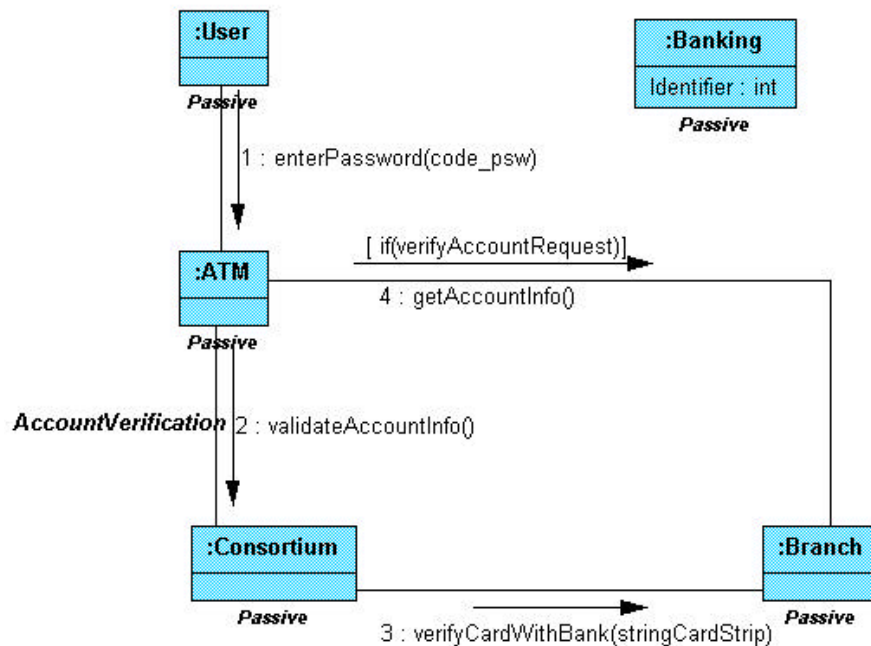 :User
Passive
:Banking
Identifier : int
Passive
1 : enterPassword(code_psw)
[ if(verifyAccountRequest)]
:ATM
4 : getAccountInfo()
Passive
AccountVerification
2 : validateAccountInfo()
:Consortium
Passive
:Branch
Passive
3 : verifyCardWithBank(stringCardStrip)